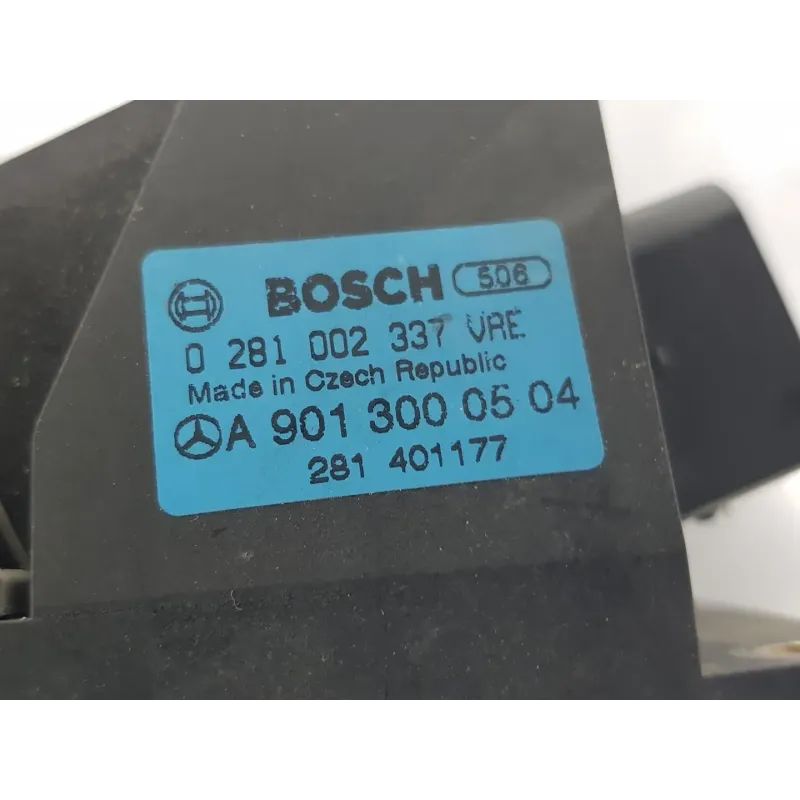 BOSCH 506
0 281 002 337 VRE
Made in Czech Republic
A 901 300 05 04
281 401177